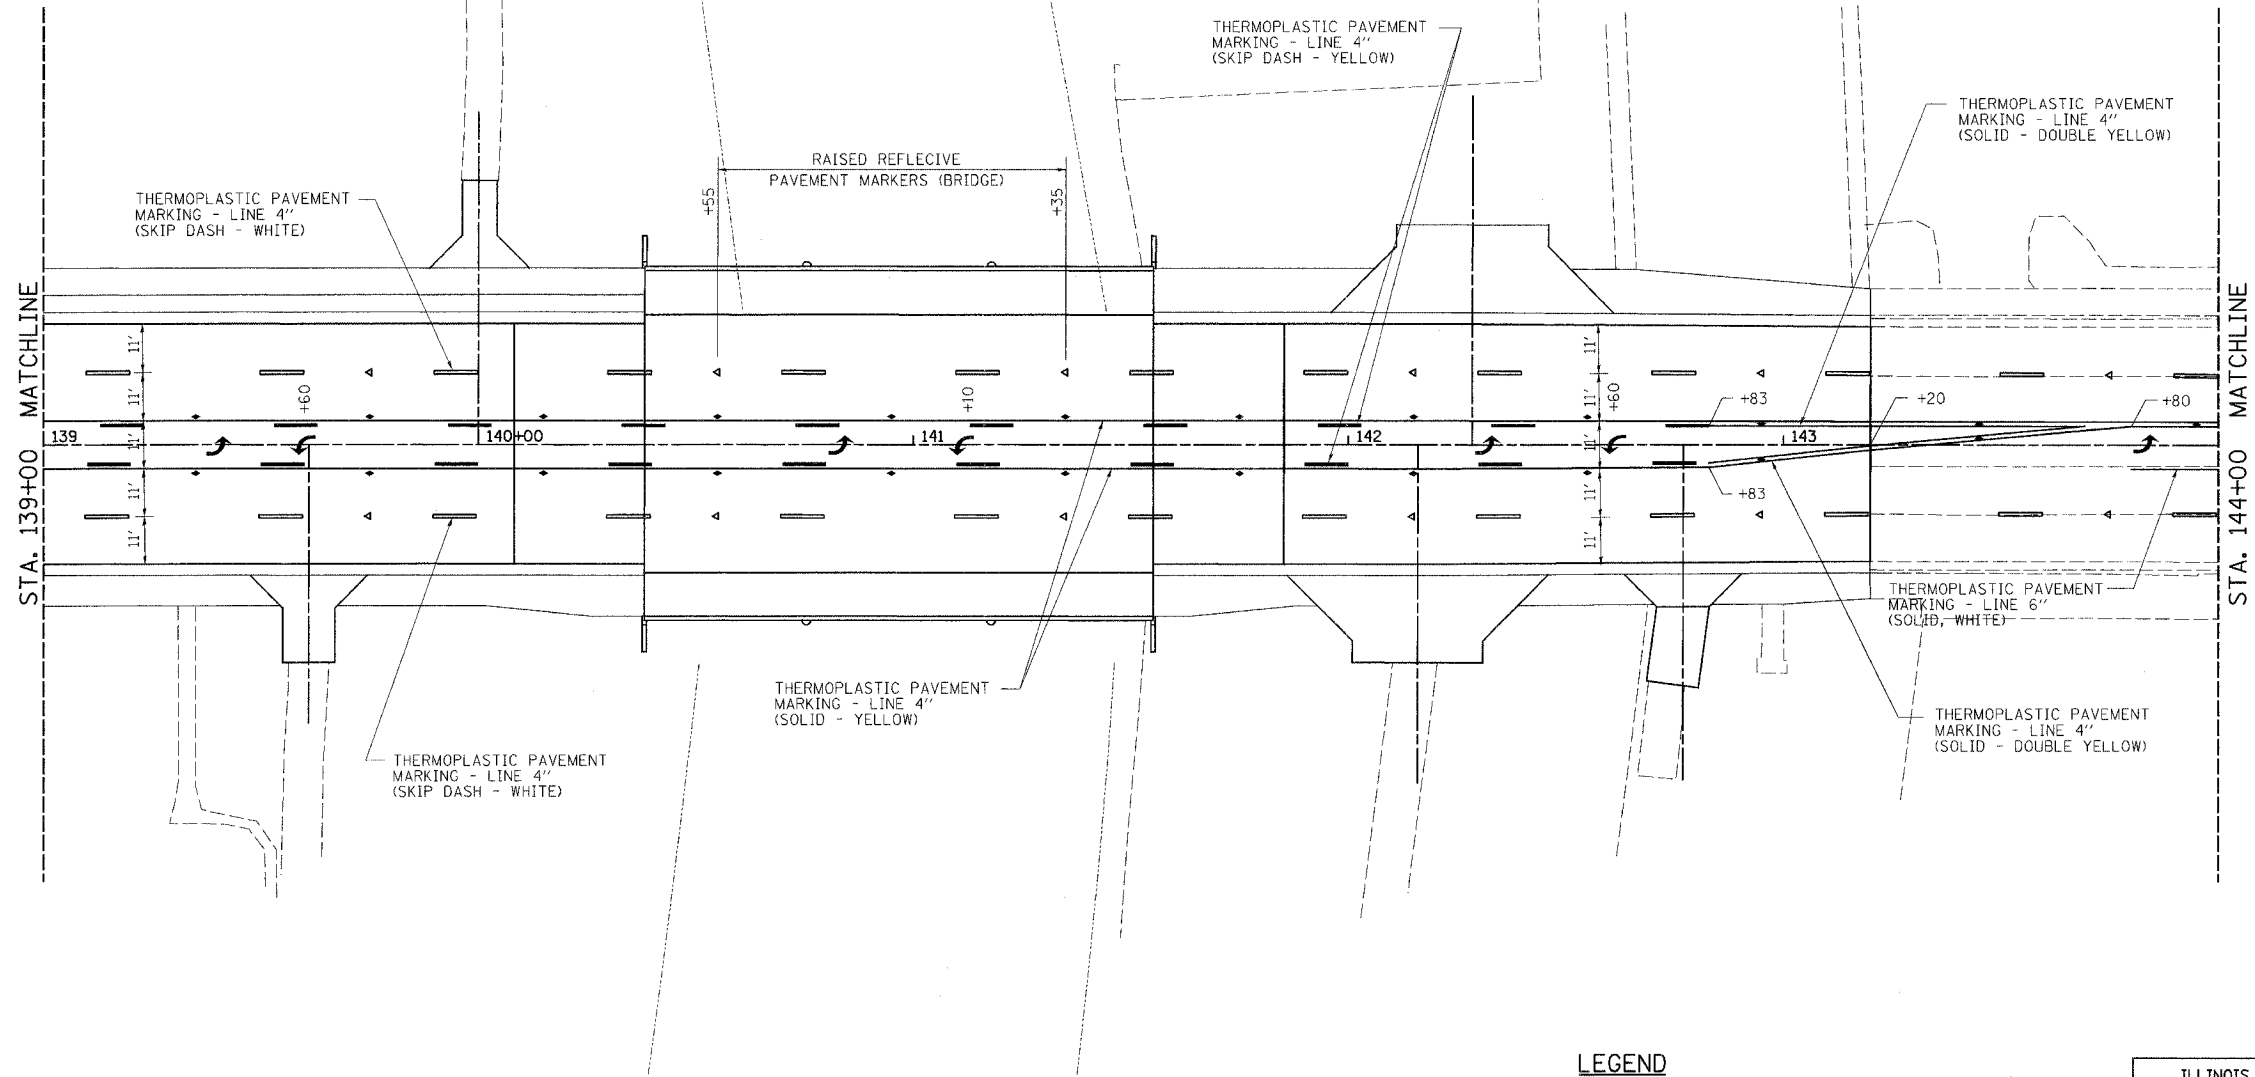 THERMOPLASTIC PAVEMENT
MARKING - LINE 4"
(SKIP DASH - YELLOW)
THERMOPLASTIC PAVEMENT
MARKING - LINE 4"
(SOLID - DOUBLE YELLOW)
RAISED REFLECIVE
PAVEMENT MARKERS (BRIDGE)
+55
+35
THERMOPLASTIC PAVEMENT
MARKING - LINE 4"
(SKIP DASH - WHITE)
STA. 139+00 MATCHLINE
STA. 144+00 MATCHLINE
11'
11'
11'
11'
11'
11'
11'
11'
11'
11'
+60
+10
+60
+83
+20
+80
139
140+00
141
142
143
+83
THERMOPLASTIC PAVEMENT
MARKING - LINE 6"
(SOLID, WHITE)
THERMOPLASTIC PAVEMENT
MARKING - LINE 4"
(SOLID - YELLOW)
THERMOPLASTIC PAVEMENT
MARKING - LINE 4"
(SOLID - DOUBLE YELLOW)
THERMOPLASTIC PAVEMENT
MARKING - LINE 4"
(SKIP DASH - WHITE)
LEGEND
ILLINOIS